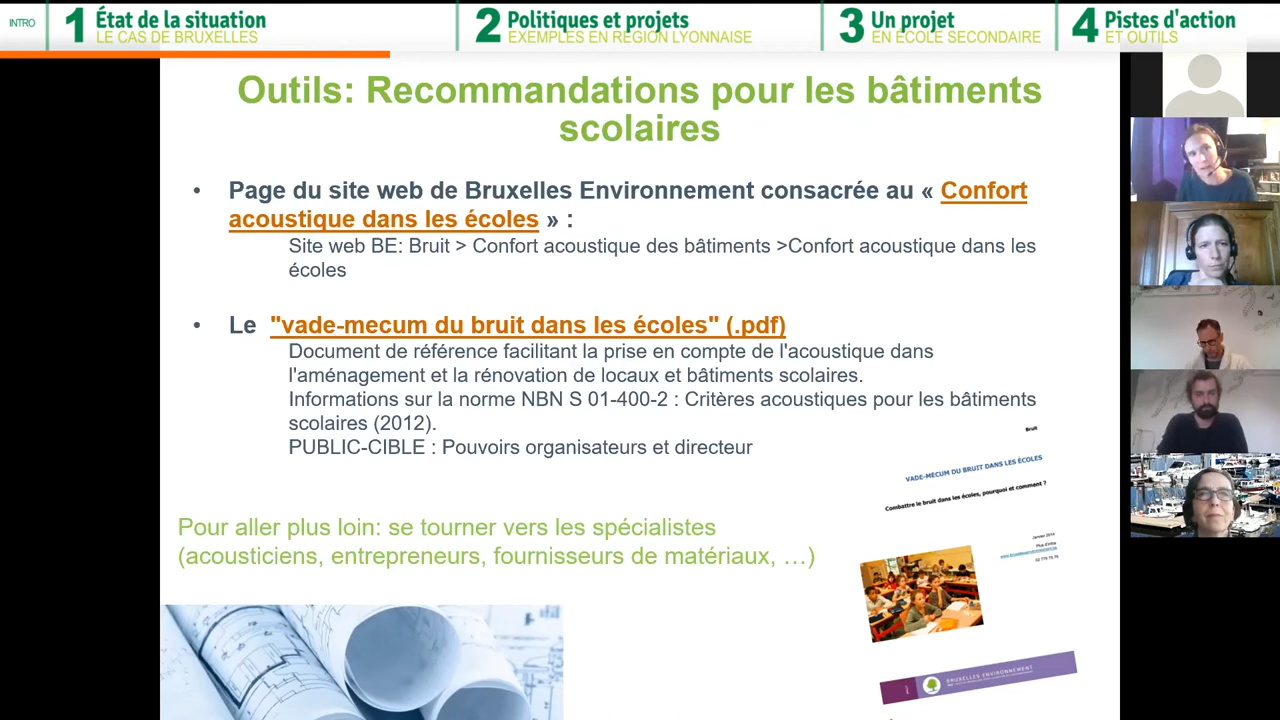 INTRO
1 État de la situation
LE CAS DE BRUXELLES
2 Politiques et projets
EXEMPLES EN RÉGION LYONNAISE
3 Un projet
EN ÉCOLE SECONDAIRE
4 Pistes d'action
ET OUTILS
Outils: Recommandations pour les bâtiments
scolaires
• Page du site web de Bruxelles Environnement consacrée au « Confort
acoustique dans les écoles » :
Site web BE: Bruit > Confort acoustique des bâtiments >Confort acoustique dans les
écoles
• Le "vade-mecum du bruit dans les écoles" (.pdf)
Document de référence facilitant la prise en compte de l'acoustique dans
l'aménagement et la rénovation de locaux et bâtiments scolaires.
Informations sur la norme NBN S 01-400-2 : Critères acoustiques pour les bâtiments
scolaires (2012).
PUBLIC-CIBLE : Pouvoirs organisateurs et directeur
Bruit
VADE-MECUM DU BRUIT DANS LES ÉCOLES
Combattre le bruit dans les écoles, pourquoi et comment ?
Janvier 2014
Plus d'infos
Pour aller plus loin: se tourner vers les spécialistes
(acousticiens, entrepreneurs, fournisseurs de matériaux, …)
BRUXELLES ENVIRONNEMENT